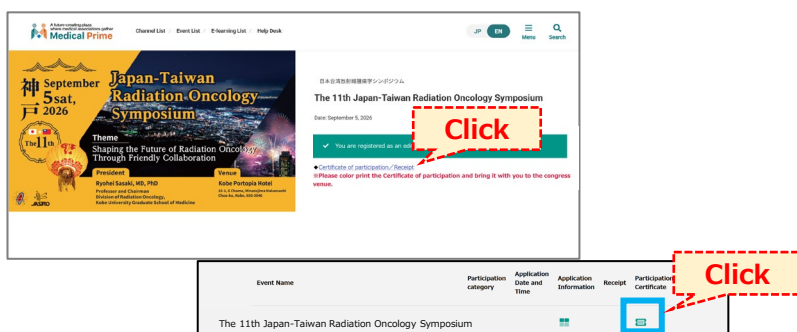 A future-creating plaza
where medical associations gather
Medical Prime
Channel List / Event List / E-learning List / Help Desk
JP EN
Menu
Search
神戸
September
5sat,
2026
The11th
Japan-Taiwan
Radiation Oncology
Symposium
Theme
Shaping the Future of Radiation Oncology
Through Friendly Collaboration
President
Ryohei Sasaki, MD, PhD
Professor and Chairman
Division of Radiation Oncology,
Kobe University Graduate School of Medicine
Venue
Kobe Portopia Hotel
JASRO
日本台湾放射線腫瘍学シンポジウム
The 11th Japan-Taiwan Radiation Oncology Symposium
Date: September 5, 2026
Click
You are registered as an
◆Certificate of participation/Receipt
※Please color print the Certificate of participation and bring it with you to the congress
venue.
Click
Event Name
Participation
category
Application
Date and
Time
Application
Information
Receipt
Participation
Certificate
The 11th Japan-Taiwan Radiation Oncology Symposium